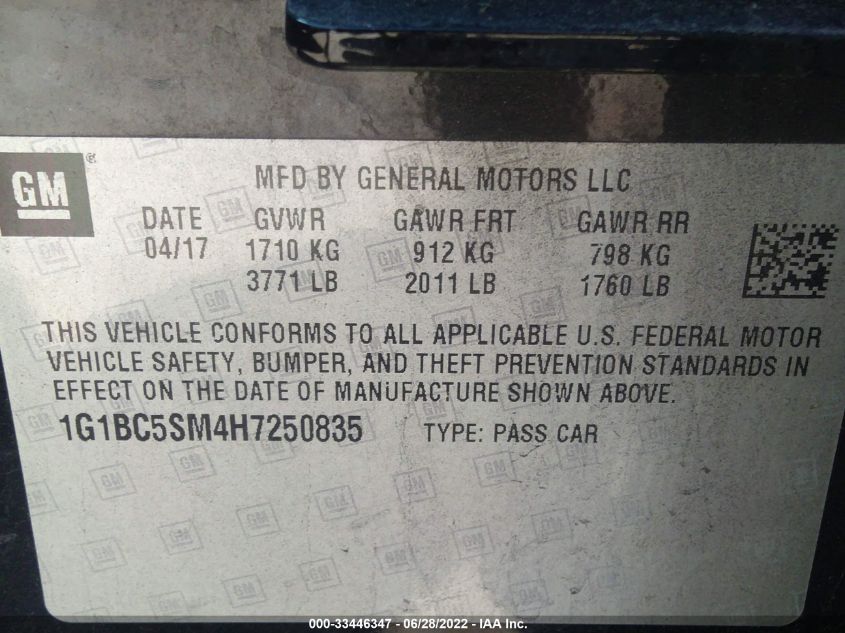 GM
MFD BY GENERAL MOTORS LLC
DATE GVWR GAWR FRT GAWR RR
04/17 1710 KG 912 KG 798 KG
3771 LB 2011 LB 1760 LB
THIS VEHICLE CONFORMS TO ALL APPLICABLE U.S. FEDERAL MOTOR
VEHICLE SAFETY, BUMPER, AND THEFT PREVENTION STANDARDS IN
EFFECT ON THE DATE OF MANUFACTURE SHOWN ABOVE.
1G1BC5SM4H7250835 TYPE: PASS CAR
000-33446347 - 06/28/2022 - IAA Inc.